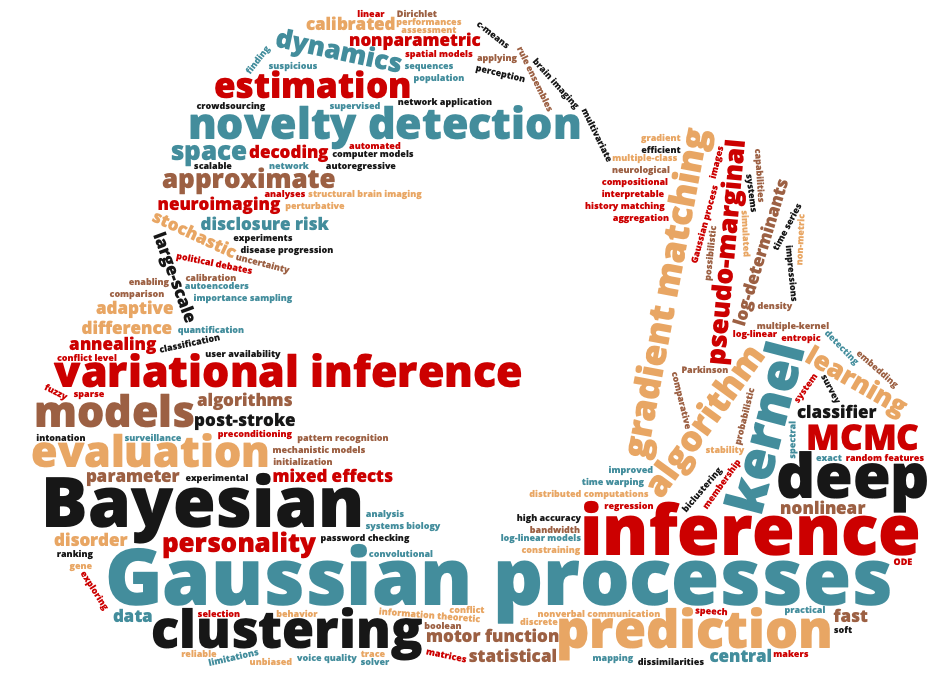 linear
Dirichlet
calibrated
performances
assessment
c-means
dynamics
nonparametric
finding
spatial models
applying
rule ensembles
suspicious
sequences
perception
brain imaging
population
estimation
crowdsourcing
supervised
network application
multivariate
novelty detection
automated
space
decoding
computer models
scalable
network
autoregressive
approximate
analyses
structural brain imaging
neuroimaging
perturbative
stochastic
disclosure risk
experiments
disease progression
uncertainty
political debates
large-scale
enabling
calibration
autoencoders
comparison
importance sampling
adaptive
difference
quantification
annealing
classification
conflict level
user availability
variational inference
fuzzy
sparse
models
algorithms
post-stroke
intonation
surveillance
preconditioning
pattern recognition
evaluation
mechanistic models
initialization
parameter
experimental
mixed effects
Bayesian
analysis
systems biology
disorder
personality
password checking
ranking
convolutional
gene
exploring
Gaussian processes
data
selection
behavior
information theoretic
conflict
clustering
boolean
motor function
reliable
limitations
unbiased
voice quality
trace
solver
matrices
statistical
gradient
efficient
multiple-class
neurological
compositional
interpretable
history matching
aggregation
gradient matching
images
Gaussian process
possibilistic
pseudo-marginal
capabilities
systems
simulated
log-determinants
time series
non-metric
impressions
density
multiple-kernel
log-linear
entropic
detecting
embedding
Parkinson
comparative
algorithm
kernel
learning
system
survey
probabilistic
classifier
spectral
MCMC
stability
exact
random features
improved
time warping
distributed computations
regression
biclustering
membership
deep
nonlinear
high accuracy
bandwidth
log-linear models
constraining
inference
ODE
nonverbal communication
discrete
speech
practical
prediction
fast
soft
mapping
dissimilarities
central
makers